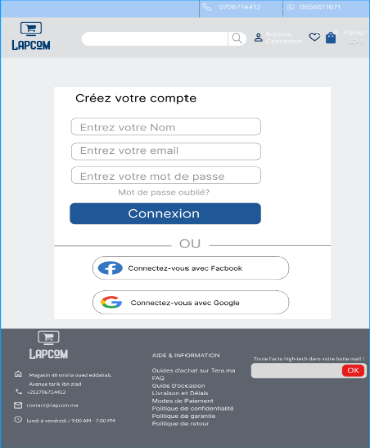 0706714412
0656611671
LAPCOM
Bonjour,
Connexion
Créez votre compte
Entrez votre Nom
Entrez votre email
Entrez votre mot de passe
Mot de passe oublié?
Connexion
OU
Connectez-vous avec Facbook
Connectez-vous avec Google
LAPCOM
Magasin 48 emilia oued eddahab.
Avenue tarik ibn ziad
+212706714412
contact@lapcom.ma
lundi à vendredi / 9:00 AM - 7:00 PM
AIDE & INFORMATION
Guides d'achat sur Tera.ma
FAQ
Guide D'occasion
Livraison et Délais
Modes de Paiement
Politique de confidentialité
Politique de garantie
Politique de retour
Toute l'actu high-tech dans votre boite mail !
OK